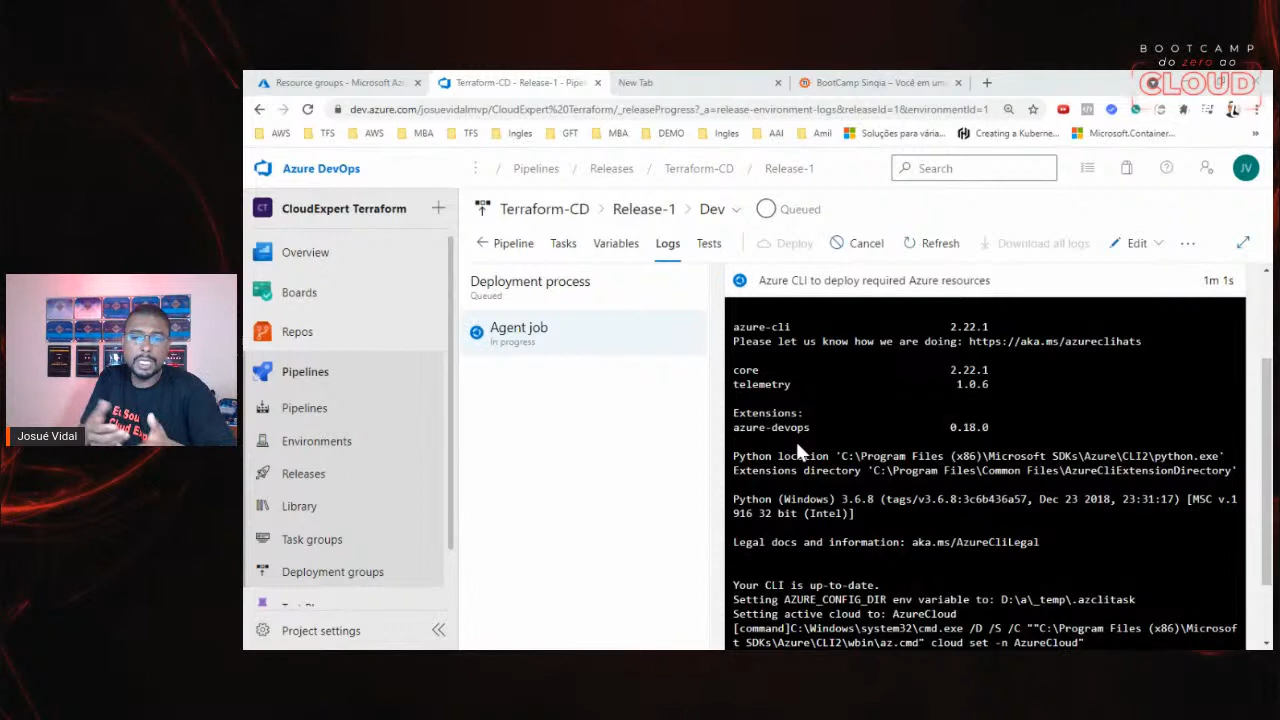 BOOTCAMP
do zero ao
CLOUD
Resource groups - Microsoft Az
Terraform-CD - Release-1 - Pipe
New Tab
BootCamp Sinqia – Você em um
dev.azure.com/josuevidalmvp/CloudExpert%20Terraform/_releaseProgress?_a=release-environment-logs&releaseId=1&environmentId=1
AWS
TFS
AWS
MBA
TFS
Ingles
GFT
MBA
DEMO
Ingles
AAI
Amil
Soluções para vária...
Creating a Kuberne...
Microsoft.Container...
Azure DevOps
/ Pipelines / Releases / Terraform-CD / Release-1
Search
JV
CT
CloudExpert Terraform
Terraform-CD > Release-1 > Dev
Queued
Pipeline
Tasks
Variables
Logs
Tests
Deploy
Cancel
Refresh
Download all logs
Edit
Overview
Boards
Repos
Pipelines
Pipelines
Environments
Releases
Library
Task groups
Deployment groups
Project settings
Deployment process
Queued
Agent job
In progress
Azure CLI to deploy required Azure resources
1m 1s
azure-cli 2.22.1
Please let us know how we are doing: https://aka.ms/azureclihats
core 2.22.1
telemetry 1.0.6
Extensions:
azure-devops 0.18.0
Python location 'C:\Program Files (x86)\Microsoft SDKs\Azure\CLI2\python.exe'
Extensions directory 'C:\Program Files\Common Files\AzureCliExtensionDirectory'
Python (Windows) 3.6.8 (tags/v3.6.8:3c6b436a57, Dec 23 2018, 23:31:17) [MSC v.1
916 32 bit (Intel)]
Legal docs and information: aka.ms/AzureCliLegal
Your CLI is up-to-date.
Setting AZURE_CONFIG_DIR env variable to: D:\a\_temp\.azclitask
Setting active cloud to: AzureCloud
[command]C:\Windows\system32\cmd.exe /D /S /C ""C:\Program Files (x86)\Microsof
t SDKs\Azure\CLI2\wbin\az.cmd" cloud set -n AzureCloud"
Eu Sou
Cloud Exp
Josué Vidal